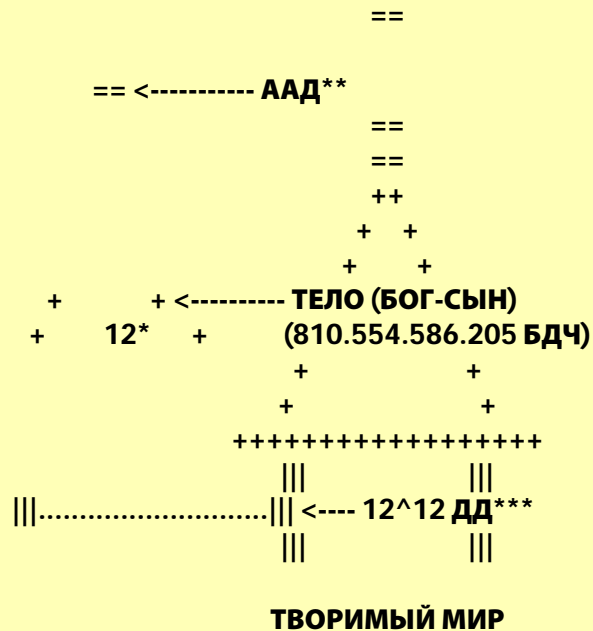 ==
== <----------- ААД**
==
==
++
+ +
+ +
+ + <---------- ТЕЛО (БОГ-СЫН)
+ 12* + (810.554.586.205 БДЧ)
+ +
+ +
++++++++++++++++++
||| |||
|||............................||| <---- 12^12 ДД***
||| |||
ТВОРИМЫЙ МИР